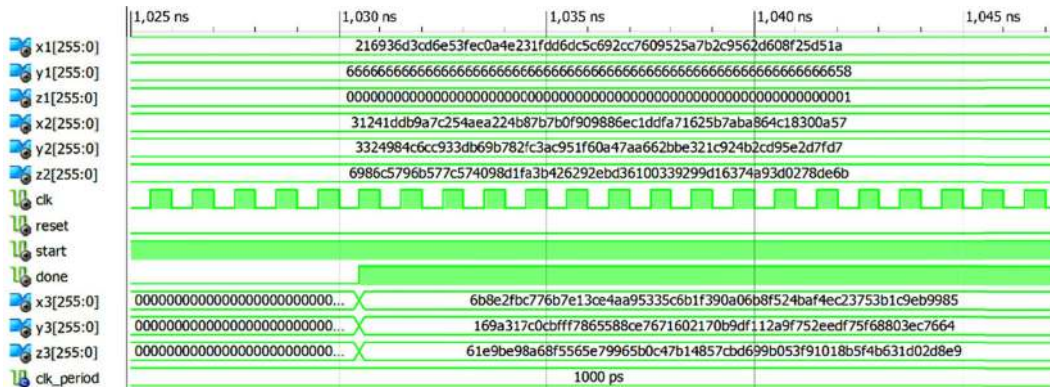 1,025 ns 1,030 ns 1,035 ns 1,040 ns 1,045 ns
x1[255:0] 216936d3cd6e53fec0a4e231fdd6dc5c692cc7609525a7b2c9562d608f25d51a
y1[255:0] 6666666666666666666666666666666666666666666666666666666666666658
z1[255:0] 0000000000000000000000000000000000000000000000000000000000000001
x2[255:0] 31241ddb9a7c254aea224b87b7b0f909886ec1ddfa71625b7aba864c18300a57
y2[255:0] 3324984c6cc933db69b782fc3ac951f60a47aa662bbe321c924b2cd95e2d7fd7
z2[255:0] 6986c5796b577c574098d1fa3b426292ebd36100339299d16374a93d0278de6b
clk
reset
start
done
x3[255:0] 00000000000000000000000000... 6b8e2fbc776b7e13ce4aa95335c6b1f390a06b8f524baf4ec23753b1c9eb9985
y3[255:0] 00000000000000000000000000... 169a317c0cbfff7865588ce7671602170b9df112a9f752eedf75f68803ec7664
z3[255:0] 00000000000000000000000000... 61e9be98a68f5565e79965b0c47b14857cbd699b053f91018b5f4b631d02d8e9
clk_period 1000 ps